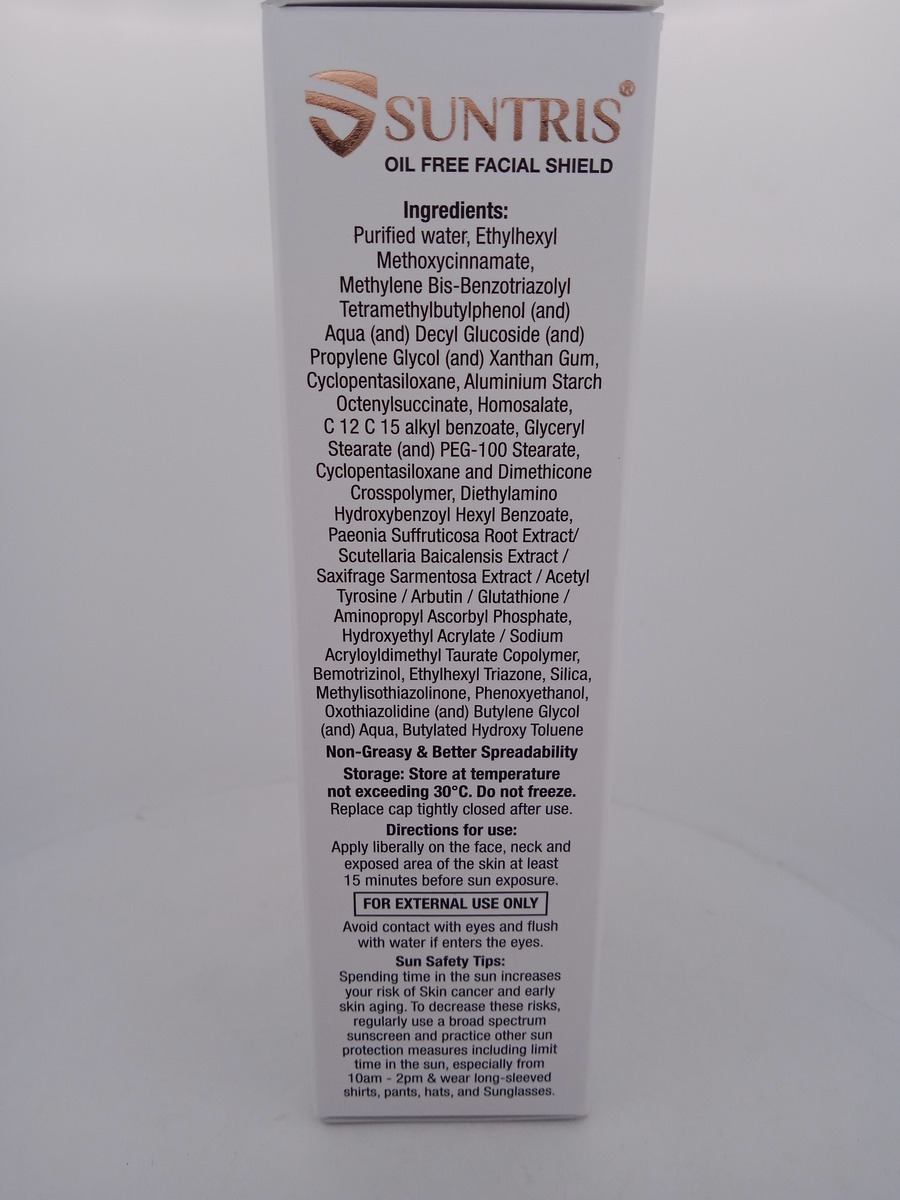 SUNTRIS®
OIL FREE FACIAL SHIELD
Ingredients:
Purified water, Ethylhexyl
Methoxycinnamate,
Methylene Bis-Benzotriazolyl
Tetramethylbutylphenol (and)
Aqua (and) Decyl Glucoside (and)
Propylene Glycol (and) Xanthan Gum,
Cyclopentasiloxane, Aluminium Starch
Octenylsuccinate, Homosalate,
C 12 C 15 alkyl benzoate, Glyceryl
Stearate (and) PEG-100 Stearate,
Cyclopentasiloxane and Dimethicone
Crosspolymer, Diethylamino
Hydroxybenzoyl Hexyl Benzoate,
Paeonia Suffruticosa Root Extract/
Scutellaria Baicalensis Extract /
Saxifrage Sarmentosa Extract / Acetyl
Tyrosine / Arbutin / Glutathione /
Aminopropyl Ascorbyl Phosphate,
Hydroxyethyl Acrylate / Sodium
Acryloyldimethyl Taurate Copolymer,
Bemotrizinol, Ethylhexyl Triazone, Silica,
Methylisothiazolinone, Phenoxyethanol,
Oxothiazolidine (and) Butylene Glycol
(and) Aqua, Butylated Hydroxy Toluene
Non-Greasy & Better Spreadability
Storage: Store at temperature
not exceeding 30°C. Do not freeze.
Replace cap tightly closed after use.
Directions for use:
Apply liberally on the face, neck and
exposed area of the skin at least
15 minutes before sun exposure.
FOR EXTERNAL USE ONLY
Avoid contact with eyes and flush
with water if enters the eyes.
Sun Safety Tips:
Spending time in the sun increases
your risk of Skin cancer and early
skin aging. To decrease these risks,
regularly use a broad spectrum
sunscreen and practice other sun
protection measures including limit
time in the sun, especially from
10am - 2pm & wear long-sleeved
shirts, pants, hats, and Sunglasses.